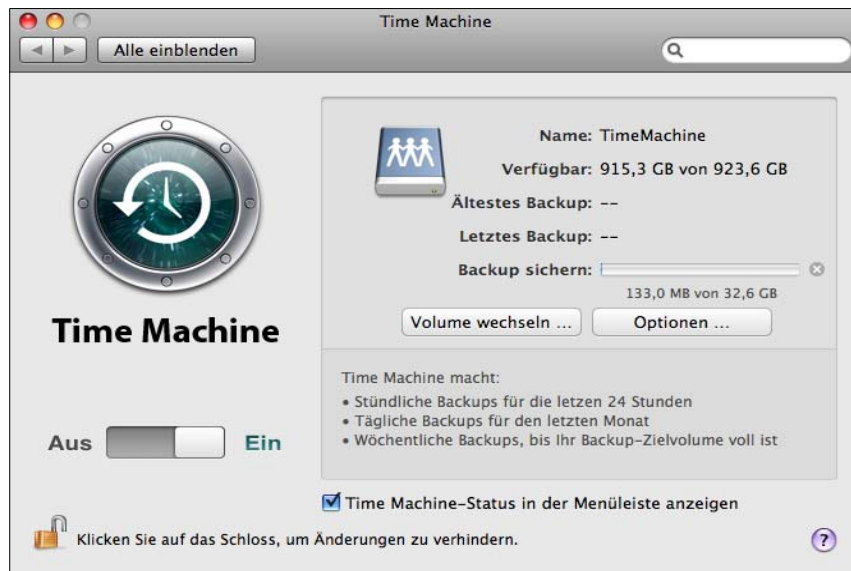 Time Machine
Alle einblenden
Name: TimeMachine
Verfügbar: 915,3 GB von 923,6 GB
Ältestes Backup: --
Letztes Backup: --
Backup sichern:
133,0 MB von 32,6 GB
Volume wechseln ...
Optionen ...
Time Machine
Aus
Ein
Time Machine macht:
• Stündliche Backups für die letzen 24 Stunden
• Tägliche Backups für den letzten Monat
• Wöchentliche Backups, bis Ihr Backup-Zielvolume voll ist
Time Machine-Status in der Menüleiste anzeigen
Klicken Sie auf das Schloss, um Änderungen zu verhindern.
?